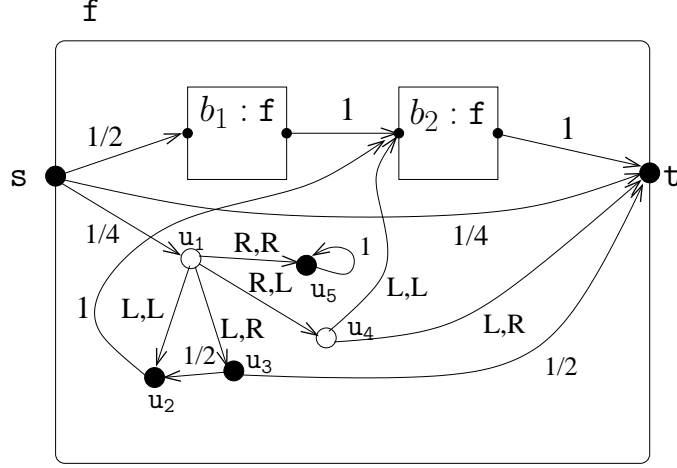 f
b₁ : f
1
b₂ : f
1
1/2
s
t
1/4
u₁
R,R
1
1/4
R,L
u₅
L,L
L,L
L,R
u₄
L,R
1
1/2
u₃
1/2
u₂